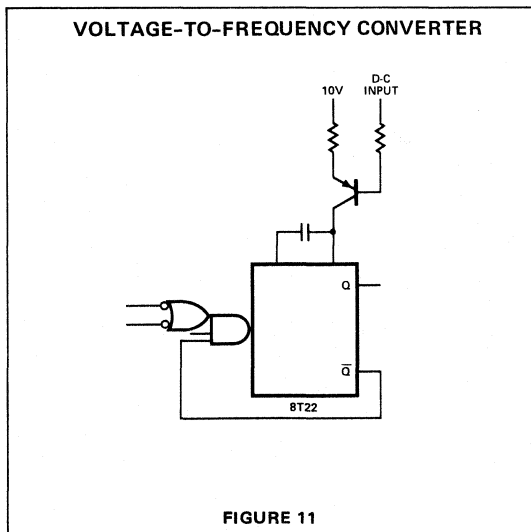 VOLTAGE-TO-FREQUENCY CONVERTER
D-C
10V INPUT
Q
Q̅
8T22
FIGURE 11